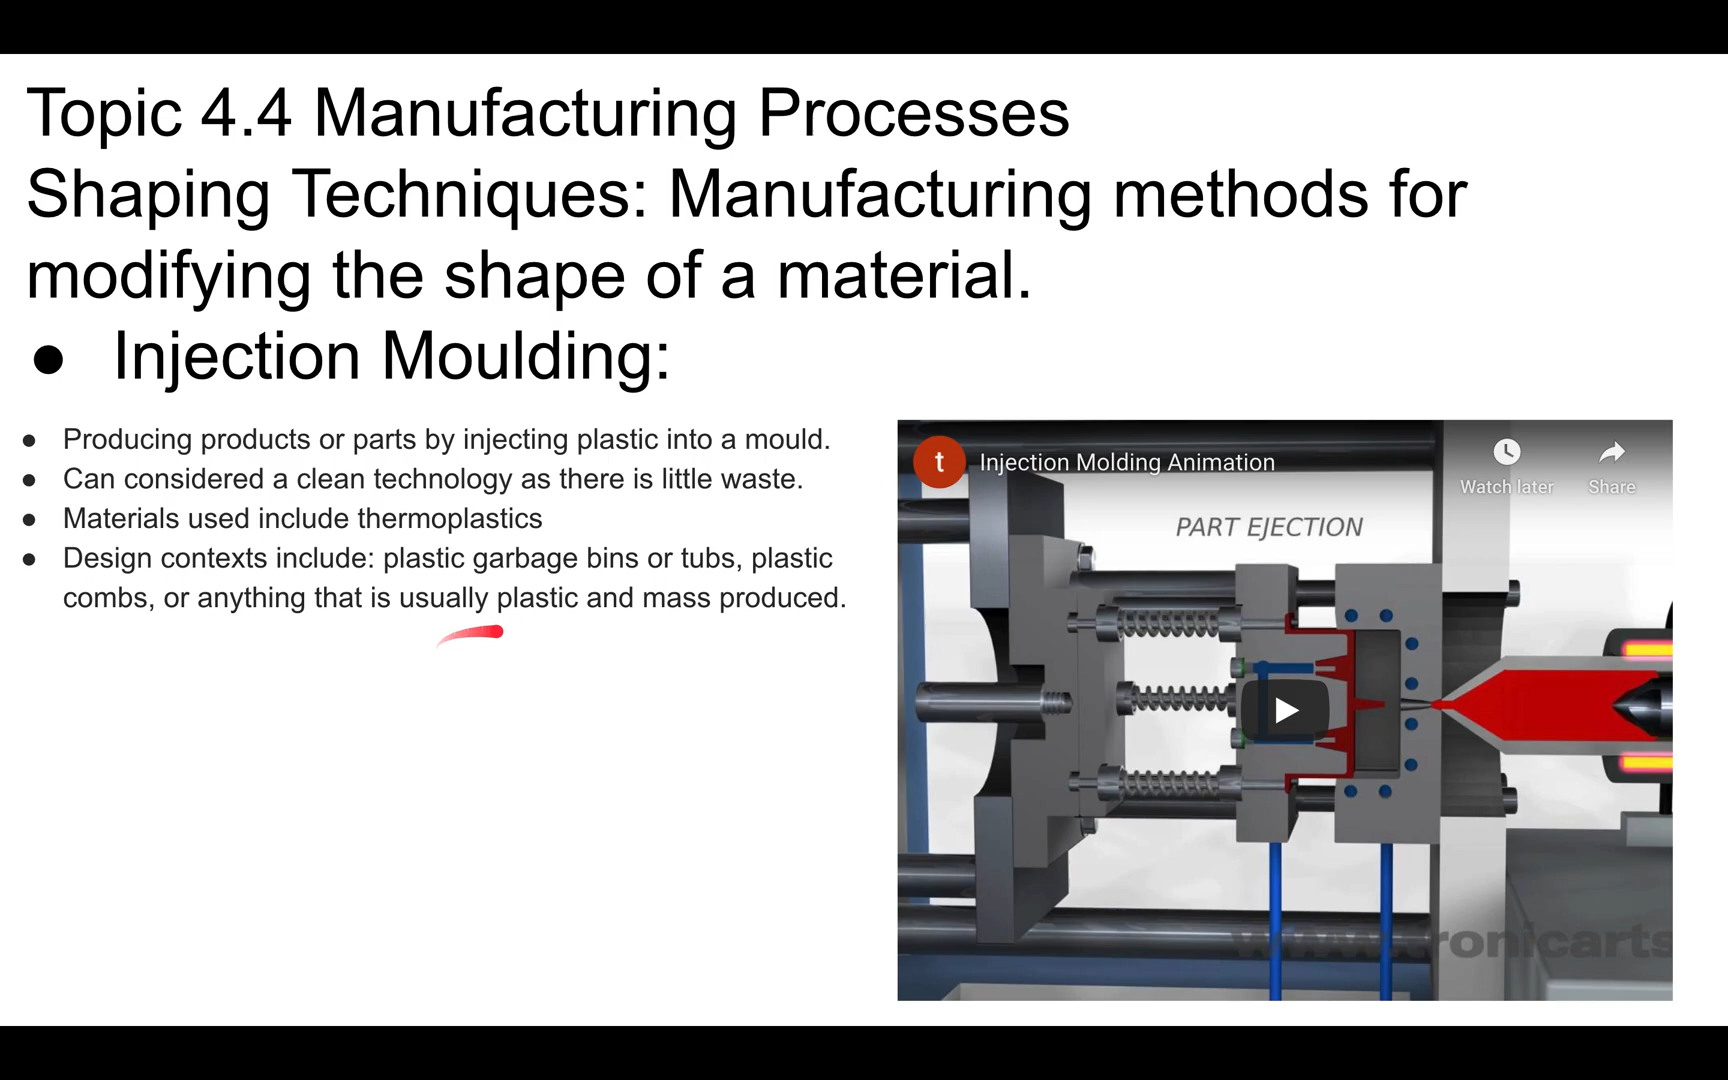 Topic 4.4 Manufacturing Processes
Shaping Techniques: Manufacturing methods for
modifying the shape of a material.
● Injection Moulding:
● Producing products or parts by injecting plastic into a mould.
● Can considered a clean technology as there is little waste.
● Materials used include thermoplastics
● Design contexts include: plastic garbage bins or tubs, plastic
combs, or anything that is usually plastic and mass produced.
t Injection Molding Animation
Watch later Share
PART EJECTION
www.tronicarts